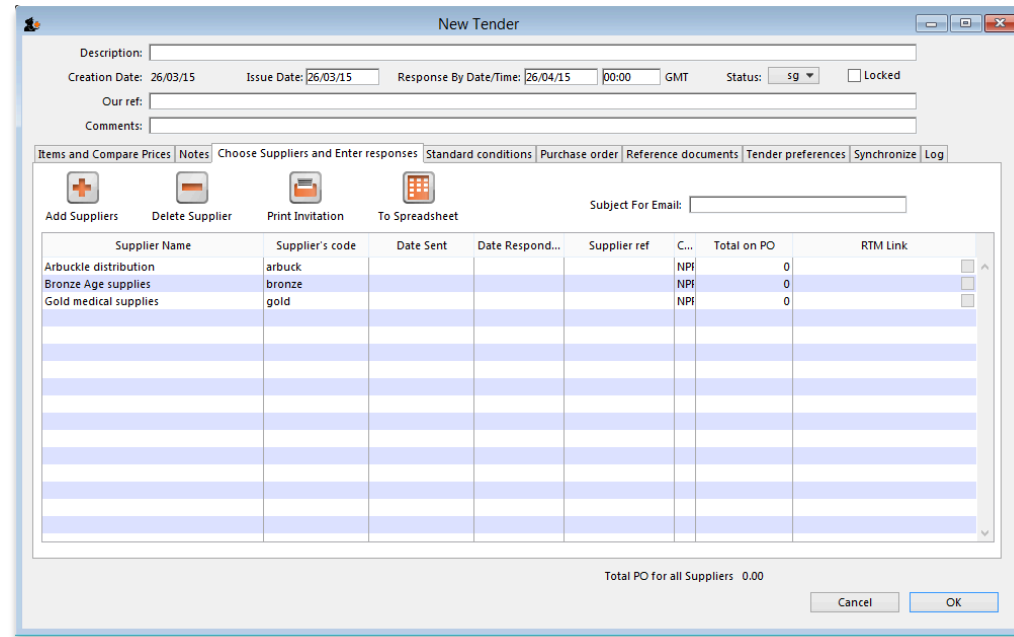 New Tender
Description:
Creation Date: 26/03/15 Issue Date: 26/03/15 Response By Date/Time: 26/04/15 00:00 GMT Status: sg Locked
Our ref:
Comments:
Items and Compare Prices Notes Choose Suppliers and Enter responses Standard conditions Purchase order Reference documents Tender preferences Synchronize Log
Add Suppliers Delete Supplier Print Invitation To Spreadsheet Subject For Email:
Supplier Name Supplier's code Date Sent Date Respond... Supplier ref C... Total on PO RTM Link
Arbuckle distribution arbuck NPR 0
Bronze Age supplies bronze NPR 0
Gold medical supplies gold NPR 0
Total PO for all Suppliers 0.00
Cancel OK